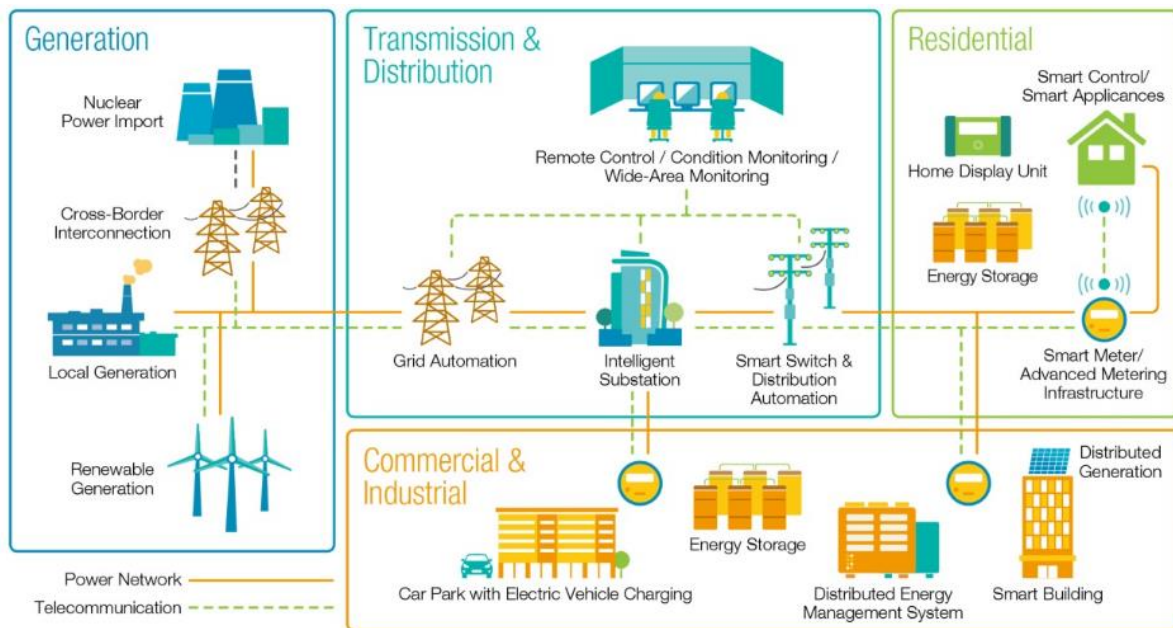 Generation
Nuclear
Power Import
Cross-Border
Interconnection
Local Generation
Renewable
Generation
Power Network
Telecommunication
Transmission &
Distribution
Remote Control / Condition Monitoring /
Wide-Area Monitoring
Grid Automation
Intelligent
Substation
Smart Switch &
Distribution
Automation
Residential
Smart Control/
Smart Applicances
Home Display Unit
Energy Storage
Smart Meter/
Advanced Metering
Infrastructure
Commercial &
Industrial
Car Park with Electric Vehicle Charging
Energy Storage
Distributed Energy
Management System
Distributed
Generation
Smart Building